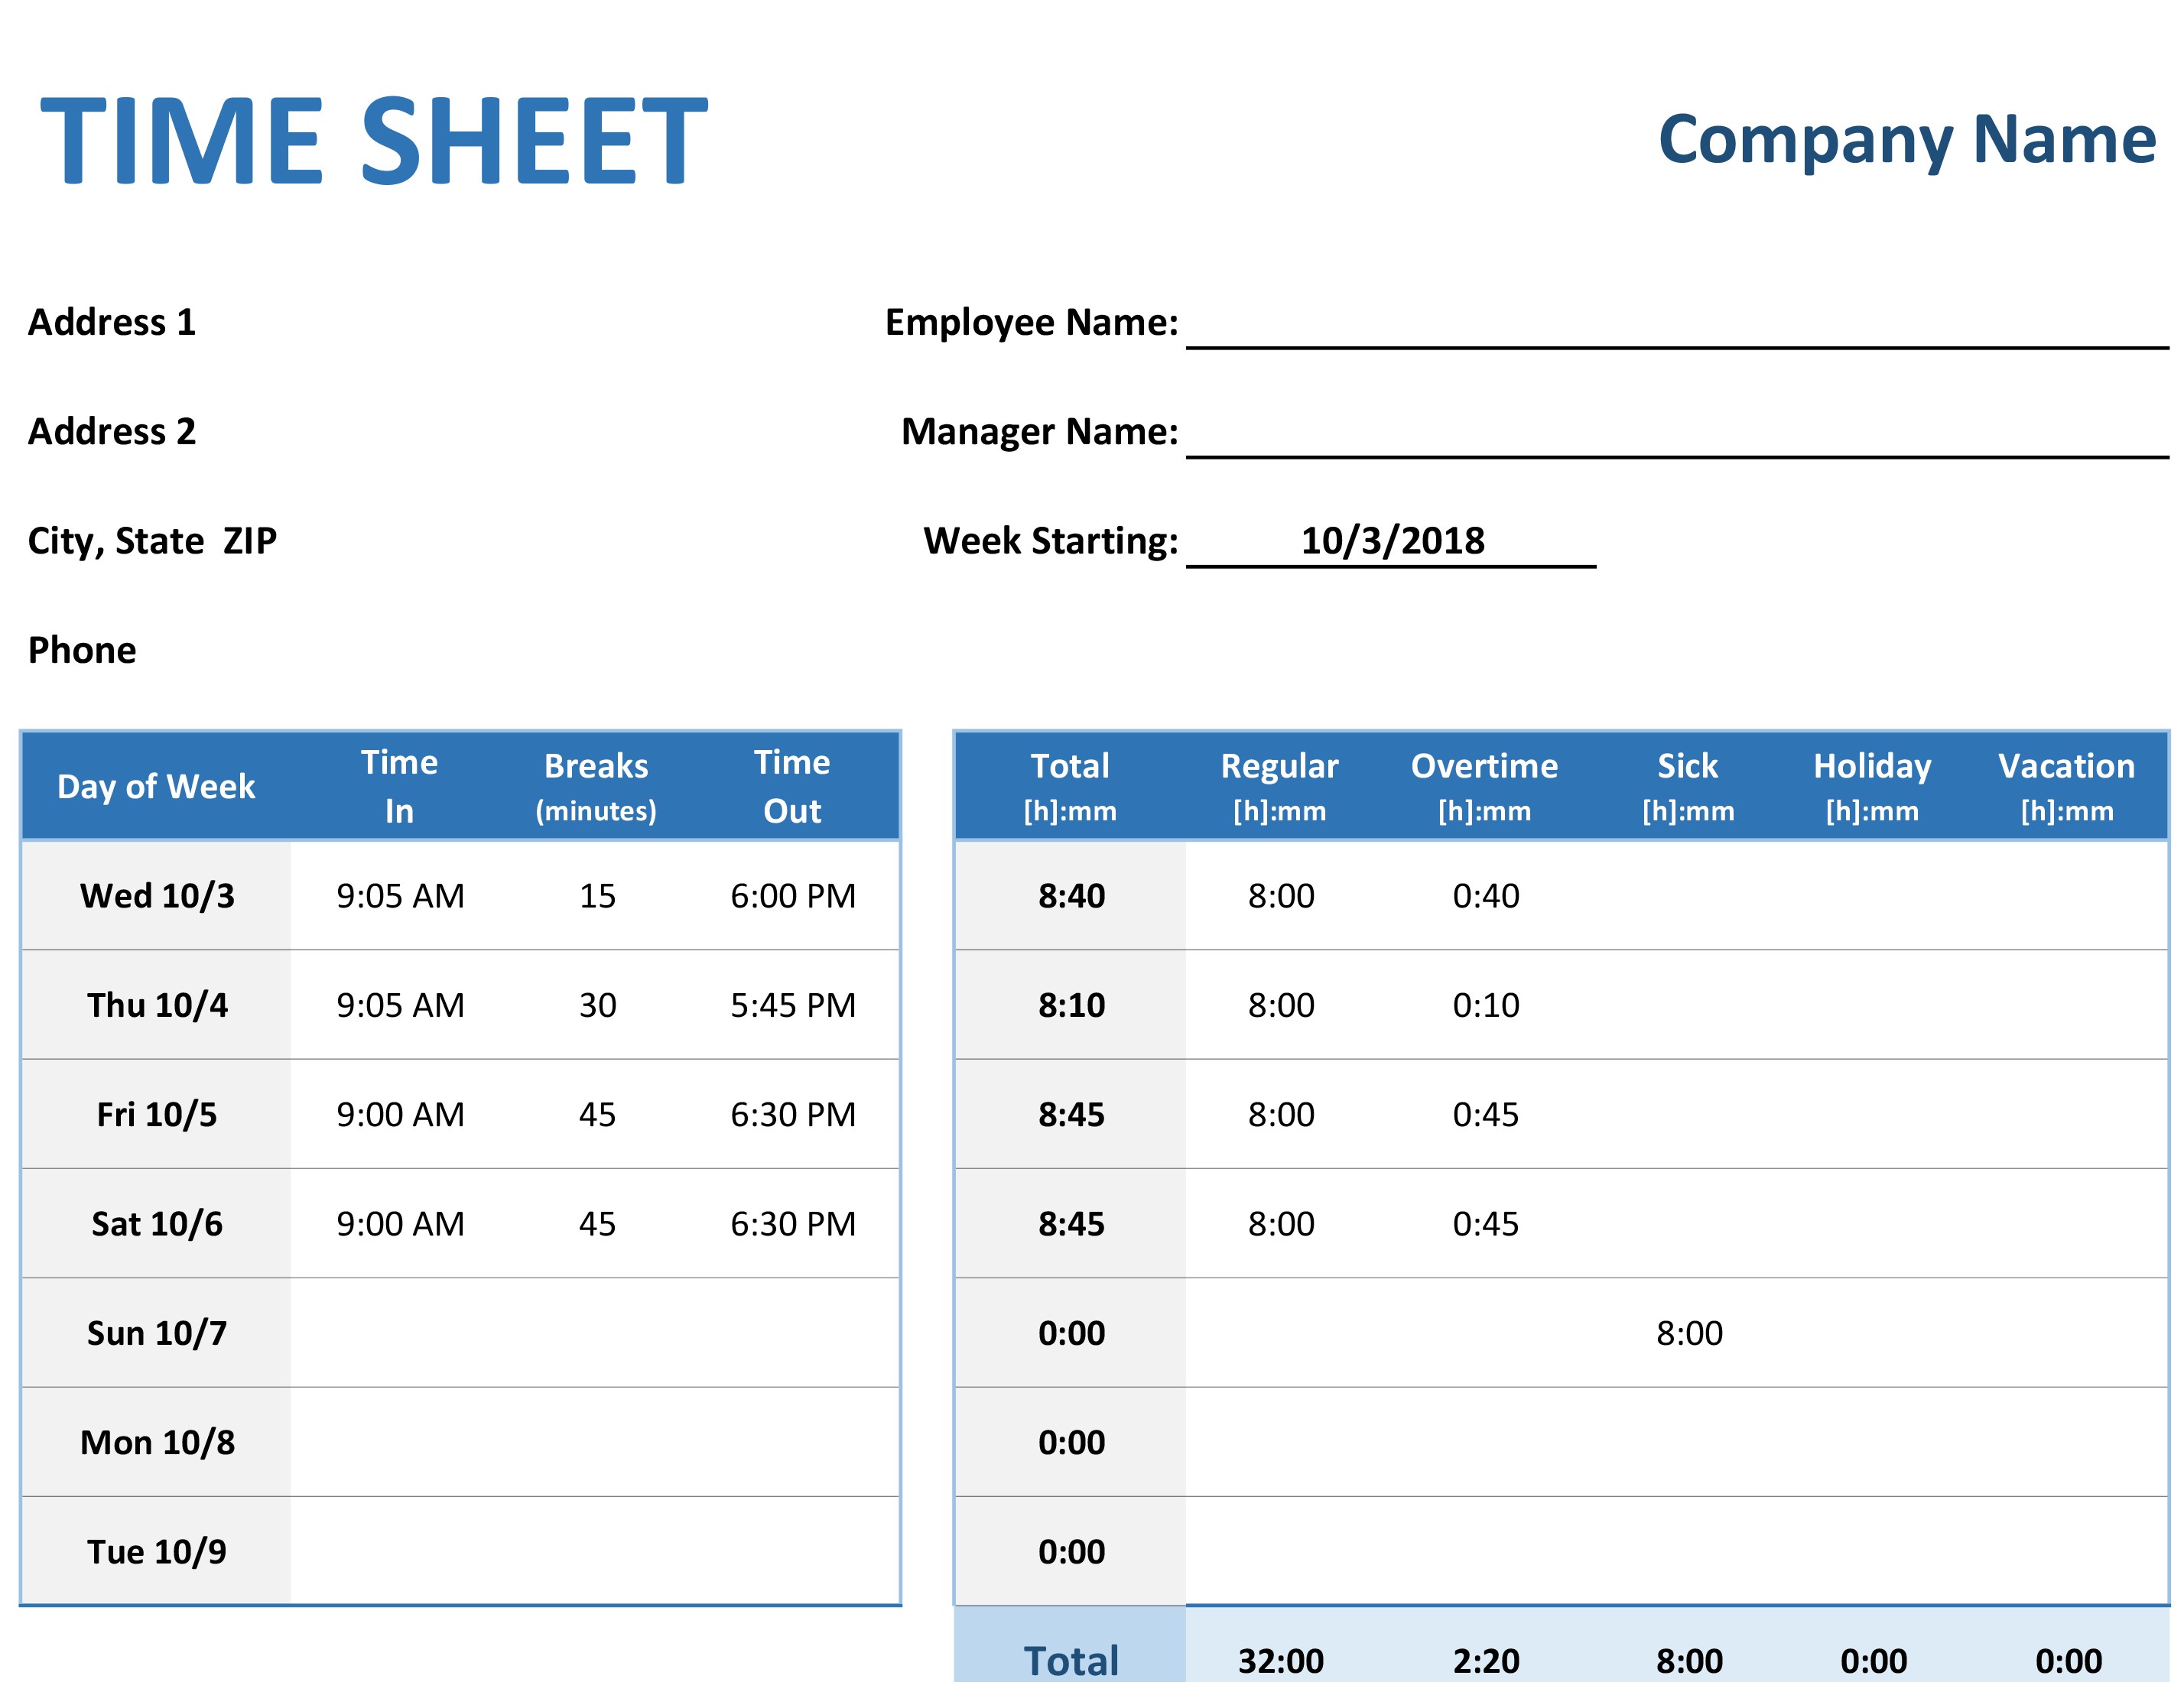 TIME SHEET
Company Name
Address 1
Employee Name:
Address 2
Manager Name:
City, State  ZIP
Week Starting: 10/3/2018
Phone
Day of Week Time In Breaks (minutes) Time Out Total [h]:mm Regular [h]:mm Overtime [h]:mm Sick [h]:mm Holiday [h]:mm Vacation [h]:mm
Wed 10/3 9:05 AM 15 6:00 PM 8:40 8:00 0:40
Thu 10/4 9:05 AM 30 5:45 PM 8:10 8:00 0:10
Fri 10/5 9:00 AM 45 6:30 PM 8:45 8:00 0:45
Sat 10/6 9:00 AM 45 6:30 PM 8:45 8:00 0:45
Sun 10/7 0:00 8:00
Mon 10/8 0:00
Tue 10/9 0:00
Total 32:00 2:20 8:00 0:00 0:00